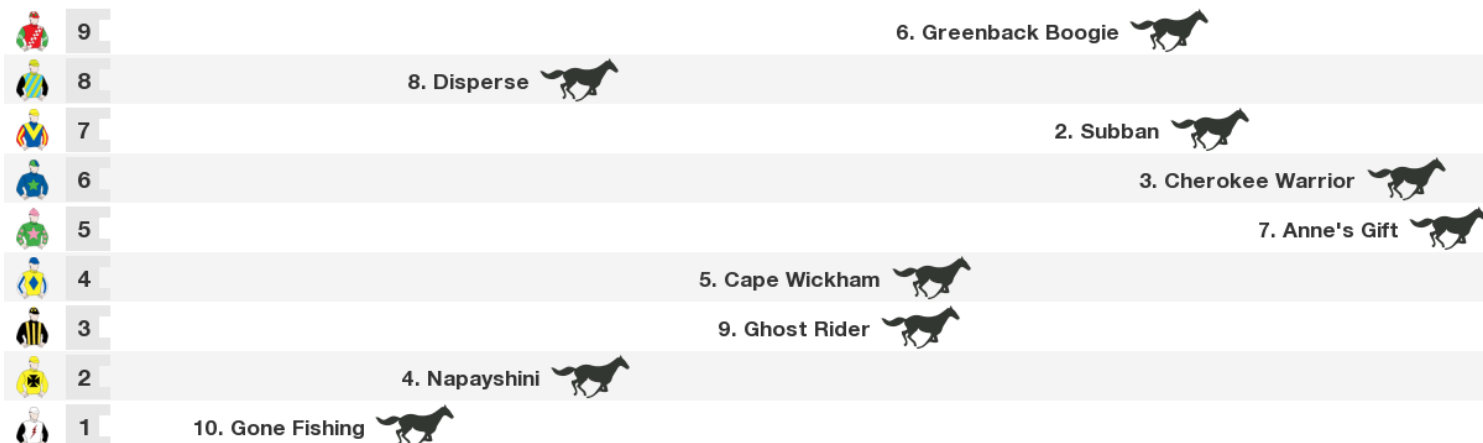 9 6. Greenback Boogie
8 8. Disperse
7 2. Subban
6 3. Cherokee Warrior
5 7. Anne's Gift
4 5. Cape Wickham
3 9. Ghost Rider
2 4. Napayshini
1 10. Gone Fishing